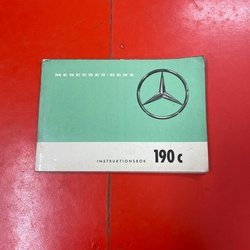 MERCEDES-BENZ
INSTRUKTIONSBOK 190 c